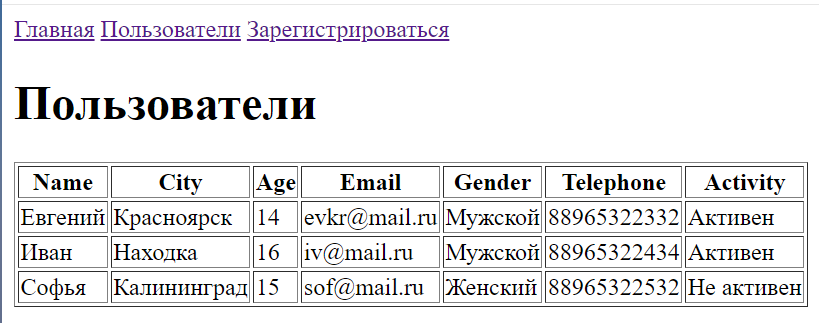 Главная Пользователи Зарегистрироваться
Пользователи
Name City Age Email Gender Telephone Activity
Евгений Красноярск 14 evkr@mail.ru Мужской 88965322332 Активен
Иван Находка 16 iv@mail.ru Мужской 88965322434 Активен
Софья Калининград 15 sof@mail.ru Женский 88965322532 Не активен